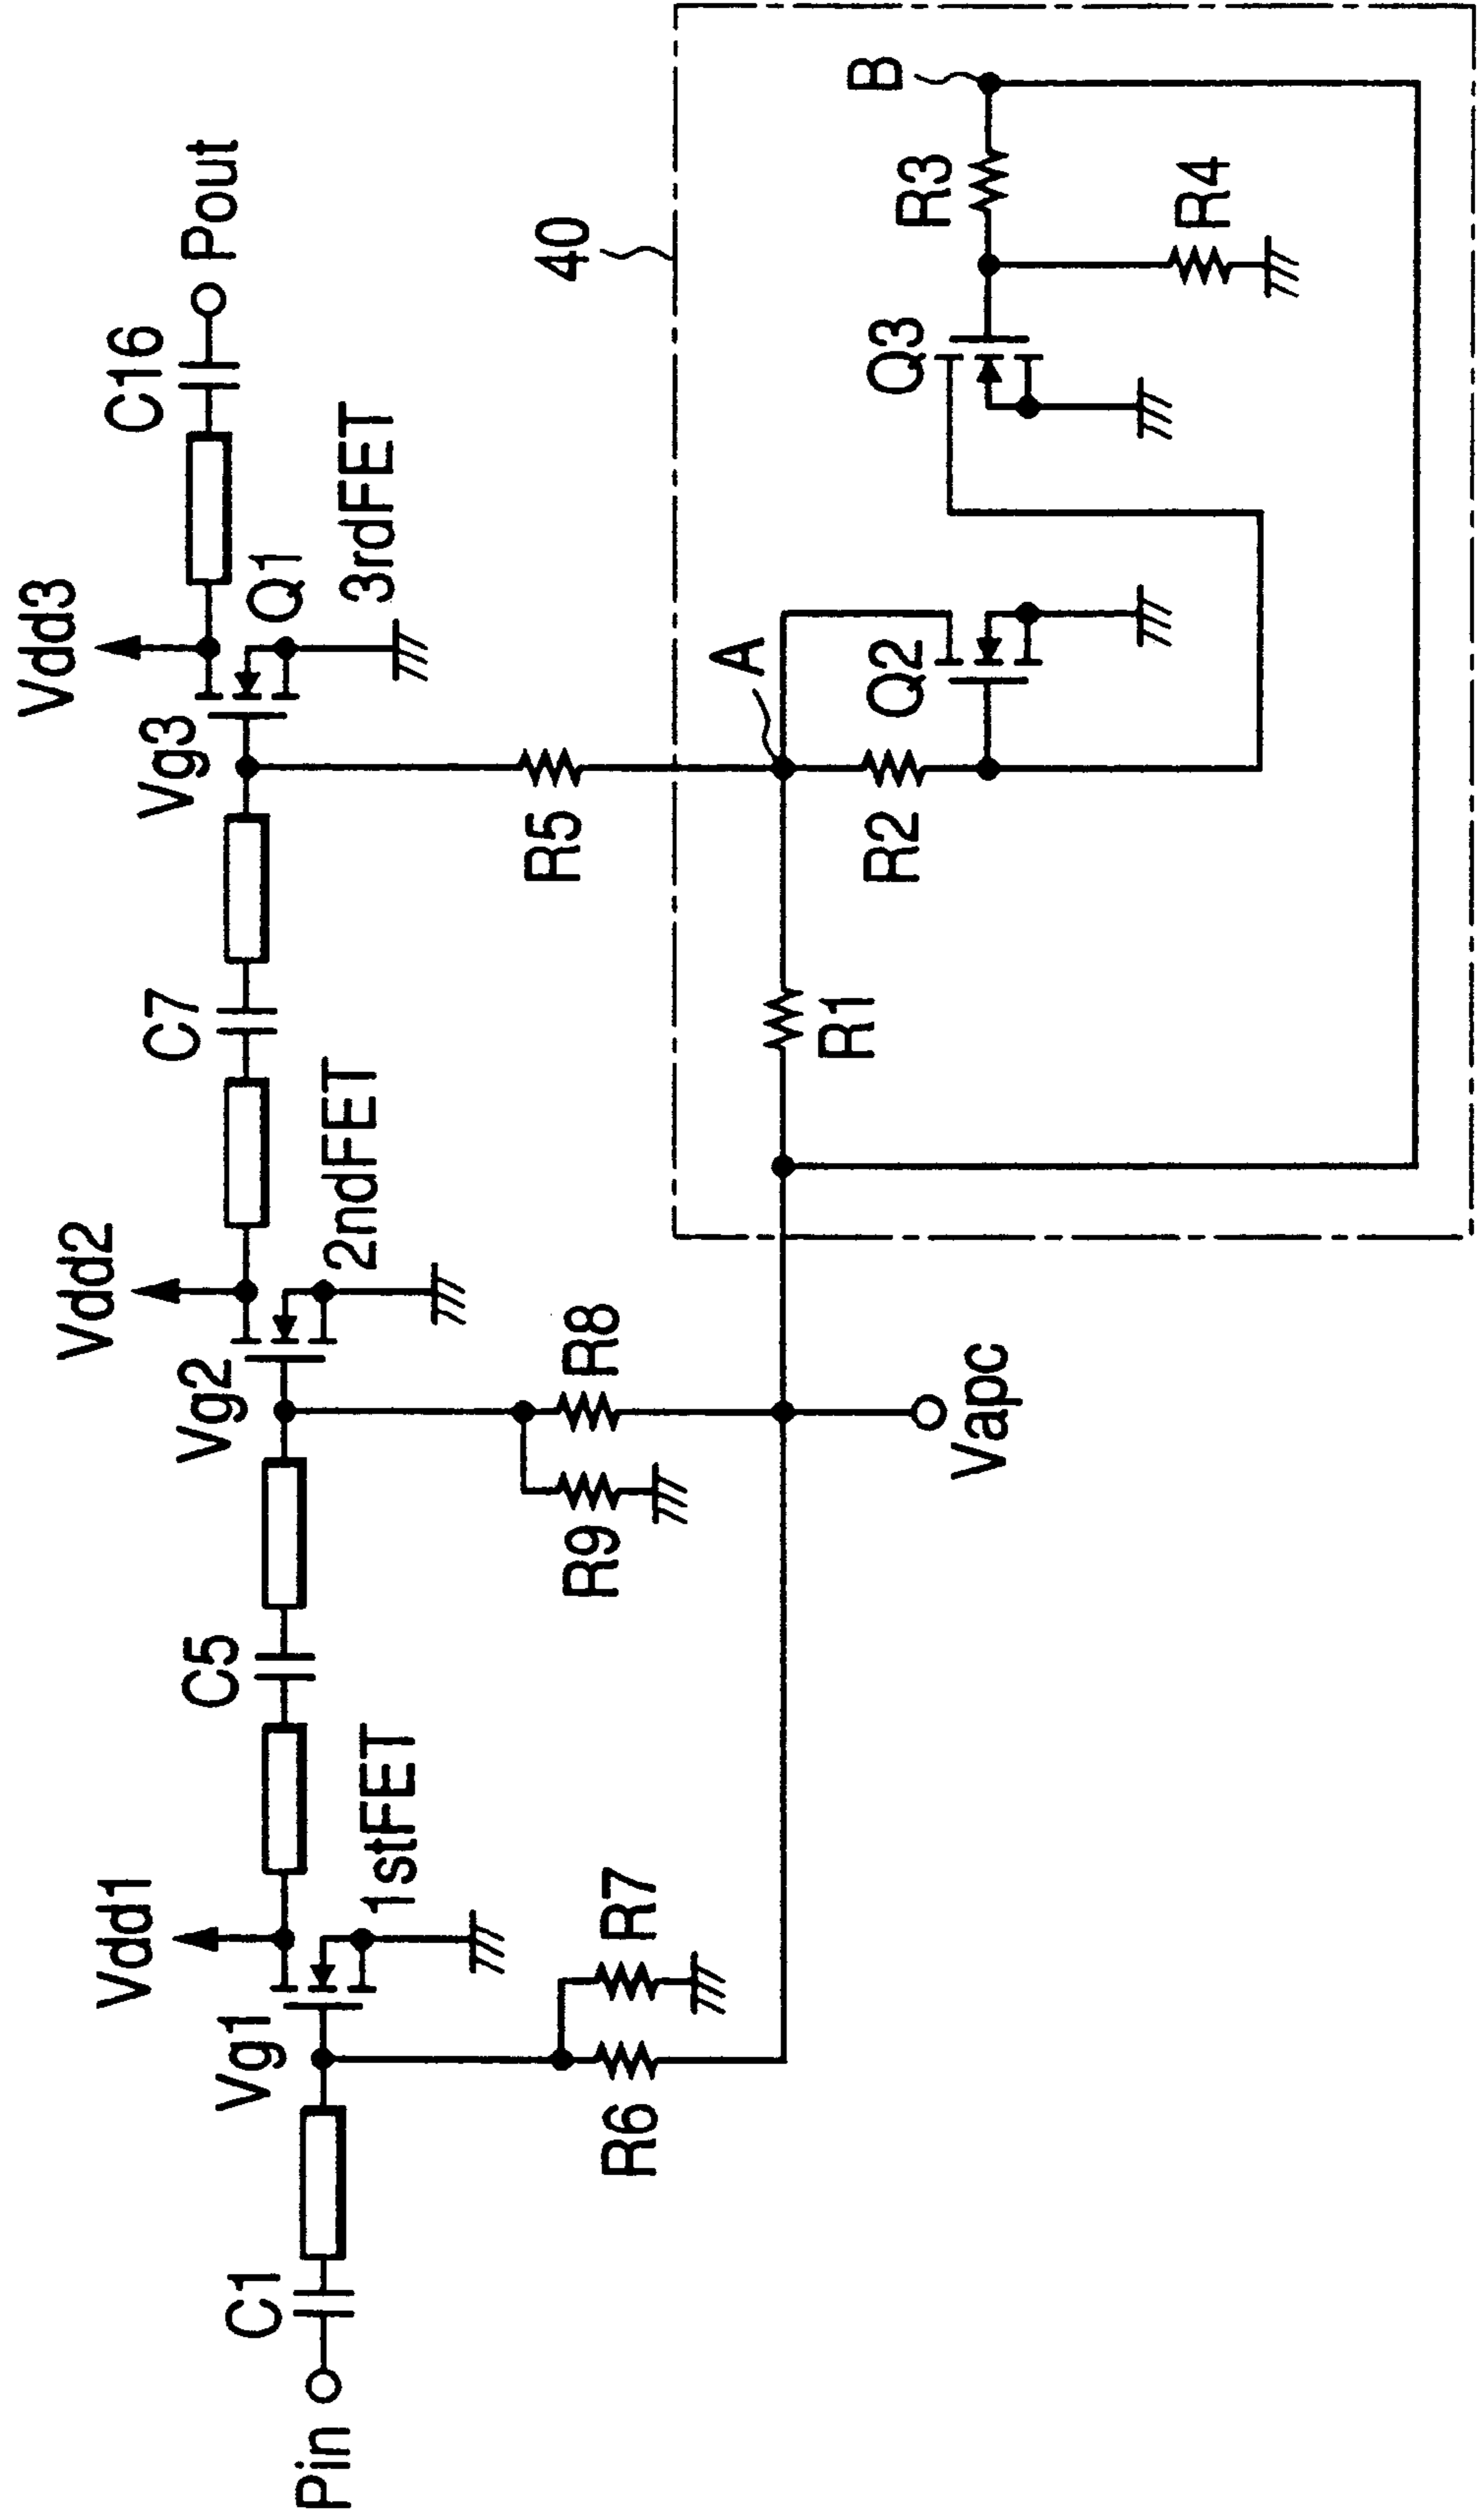 Pin
C1
Vg1
Vdd1
1stFET
R6
R7
C5
Vg2
Vdd2
2ndFET
R9
R8
Vapc
C7
Vg3
Vdd3
Q1
3rdFET
C16
Pout
R5
40
A
R1
R2
Q2
Q3
R3
R4
B